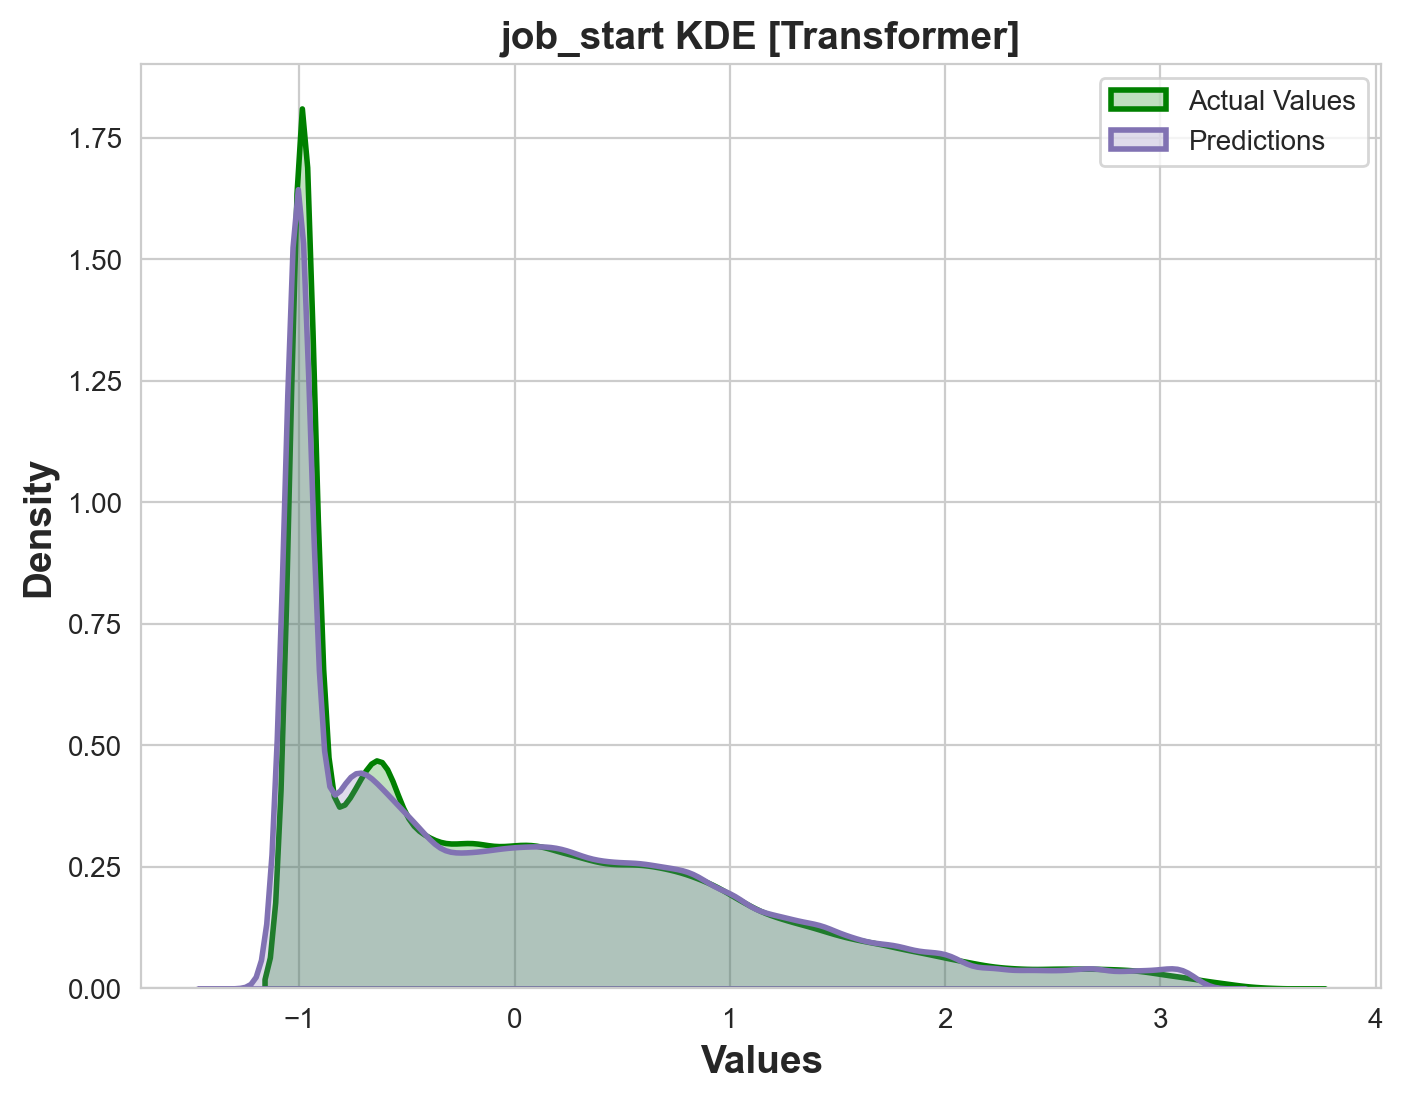 job_start KDE [Transformer]
Actual Values
Predictions
Density
1.75
1.50
1.25
1.00
0.75
0.50
0.25
0.00
−1
0
1
2
3
4
Values